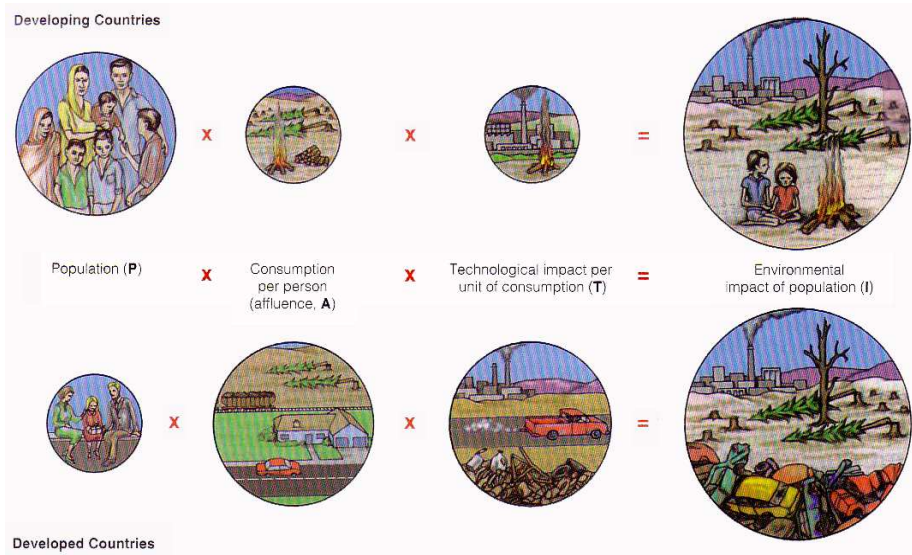 Developing Countries
x x =
Population (P) x Consumption x Technological impact per = Environmental
per person unit of consumption (T) impact of population (I)
(affluence, A)
x x =
Developed Countries